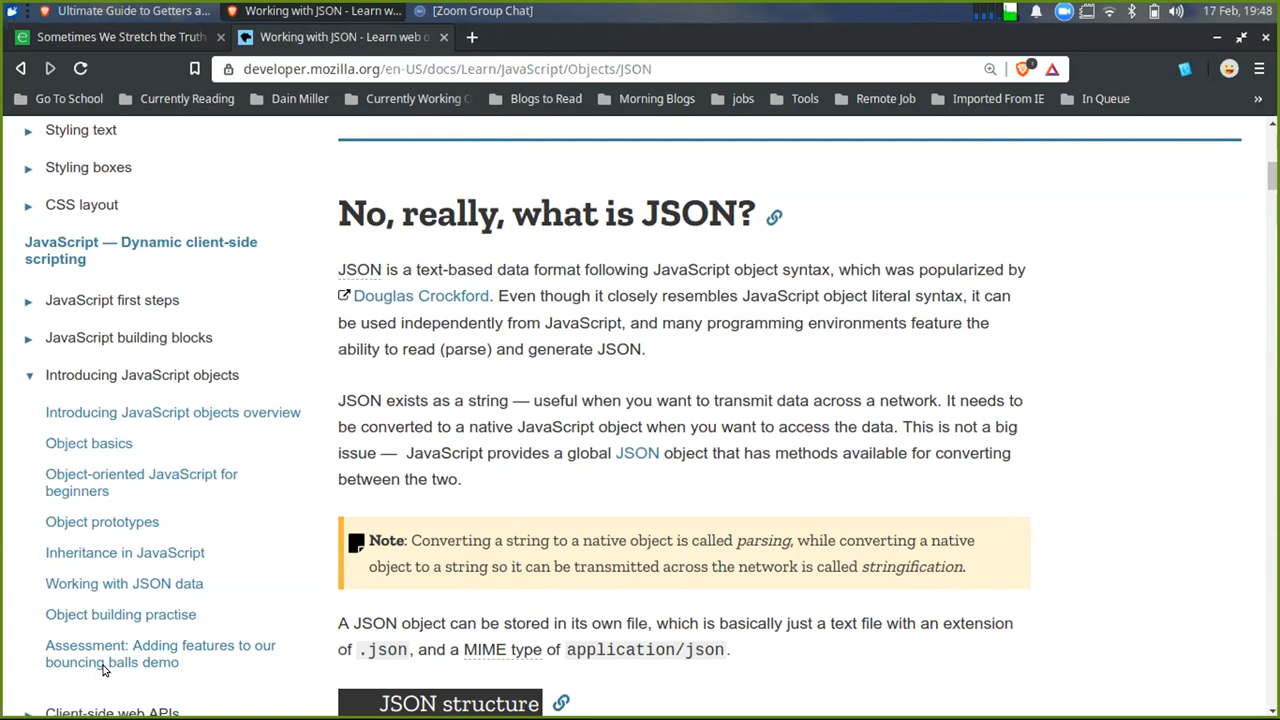 Ultimate Guide to Getters a...
Working with JSON - Learn w...
[Zoom Group Chat]
17 Feb, 19:48
Sometimes We Stretch the Truth
Working with JSON - Learn web
developer.mozilla.org/en-US/docs/Learn/JavaScript/Objects/JSON
Go To School
Currently Reading
Dain Miller
Currently Working
Blogs to Read
Morning Blogs
jobs
Tools
Remote Job
Imported From IE
In Queue
Styling text
Styling boxes
CSS layout
JavaScript — Dynamic client-side
scripting
JavaScript first steps
JavaScript building blocks
Introducing JavaScript objects
Introducing JavaScript objects overview
Object basics
Object-oriented JavaScript for
beginners
Object prototypes
Inheritance in JavaScript
Working with JSON data
Object building practise
Assessment: Adding features to our
bouncing balls demo
Client-side web APIs
No, really, what is JSON?
JSON is a text-based data format following JavaScript object syntax, which was popularized by
Douglas Crockford. Even though it closely resembles JavaScript object literal syntax, it can
be used independently from JavaScript, and many programming environments feature the
ability to read (parse) and generate JSON.
JSON exists as a string — useful when you want to transmit data across a network. It needs to
be converted to a native JavaScript object when you want to access the data. This is not a big
issue — JavaScript provides a global JSON object that has methods available for converting
between the two.
Note: Converting a string to a native object is called parsing, while converting a native
object to a string so it can be transmitted across the network is called stringification.
A JSON object can be stored in its own file, which is basically just a text file with an extension
of .json, and a MIME type of application/json.
JSON structure